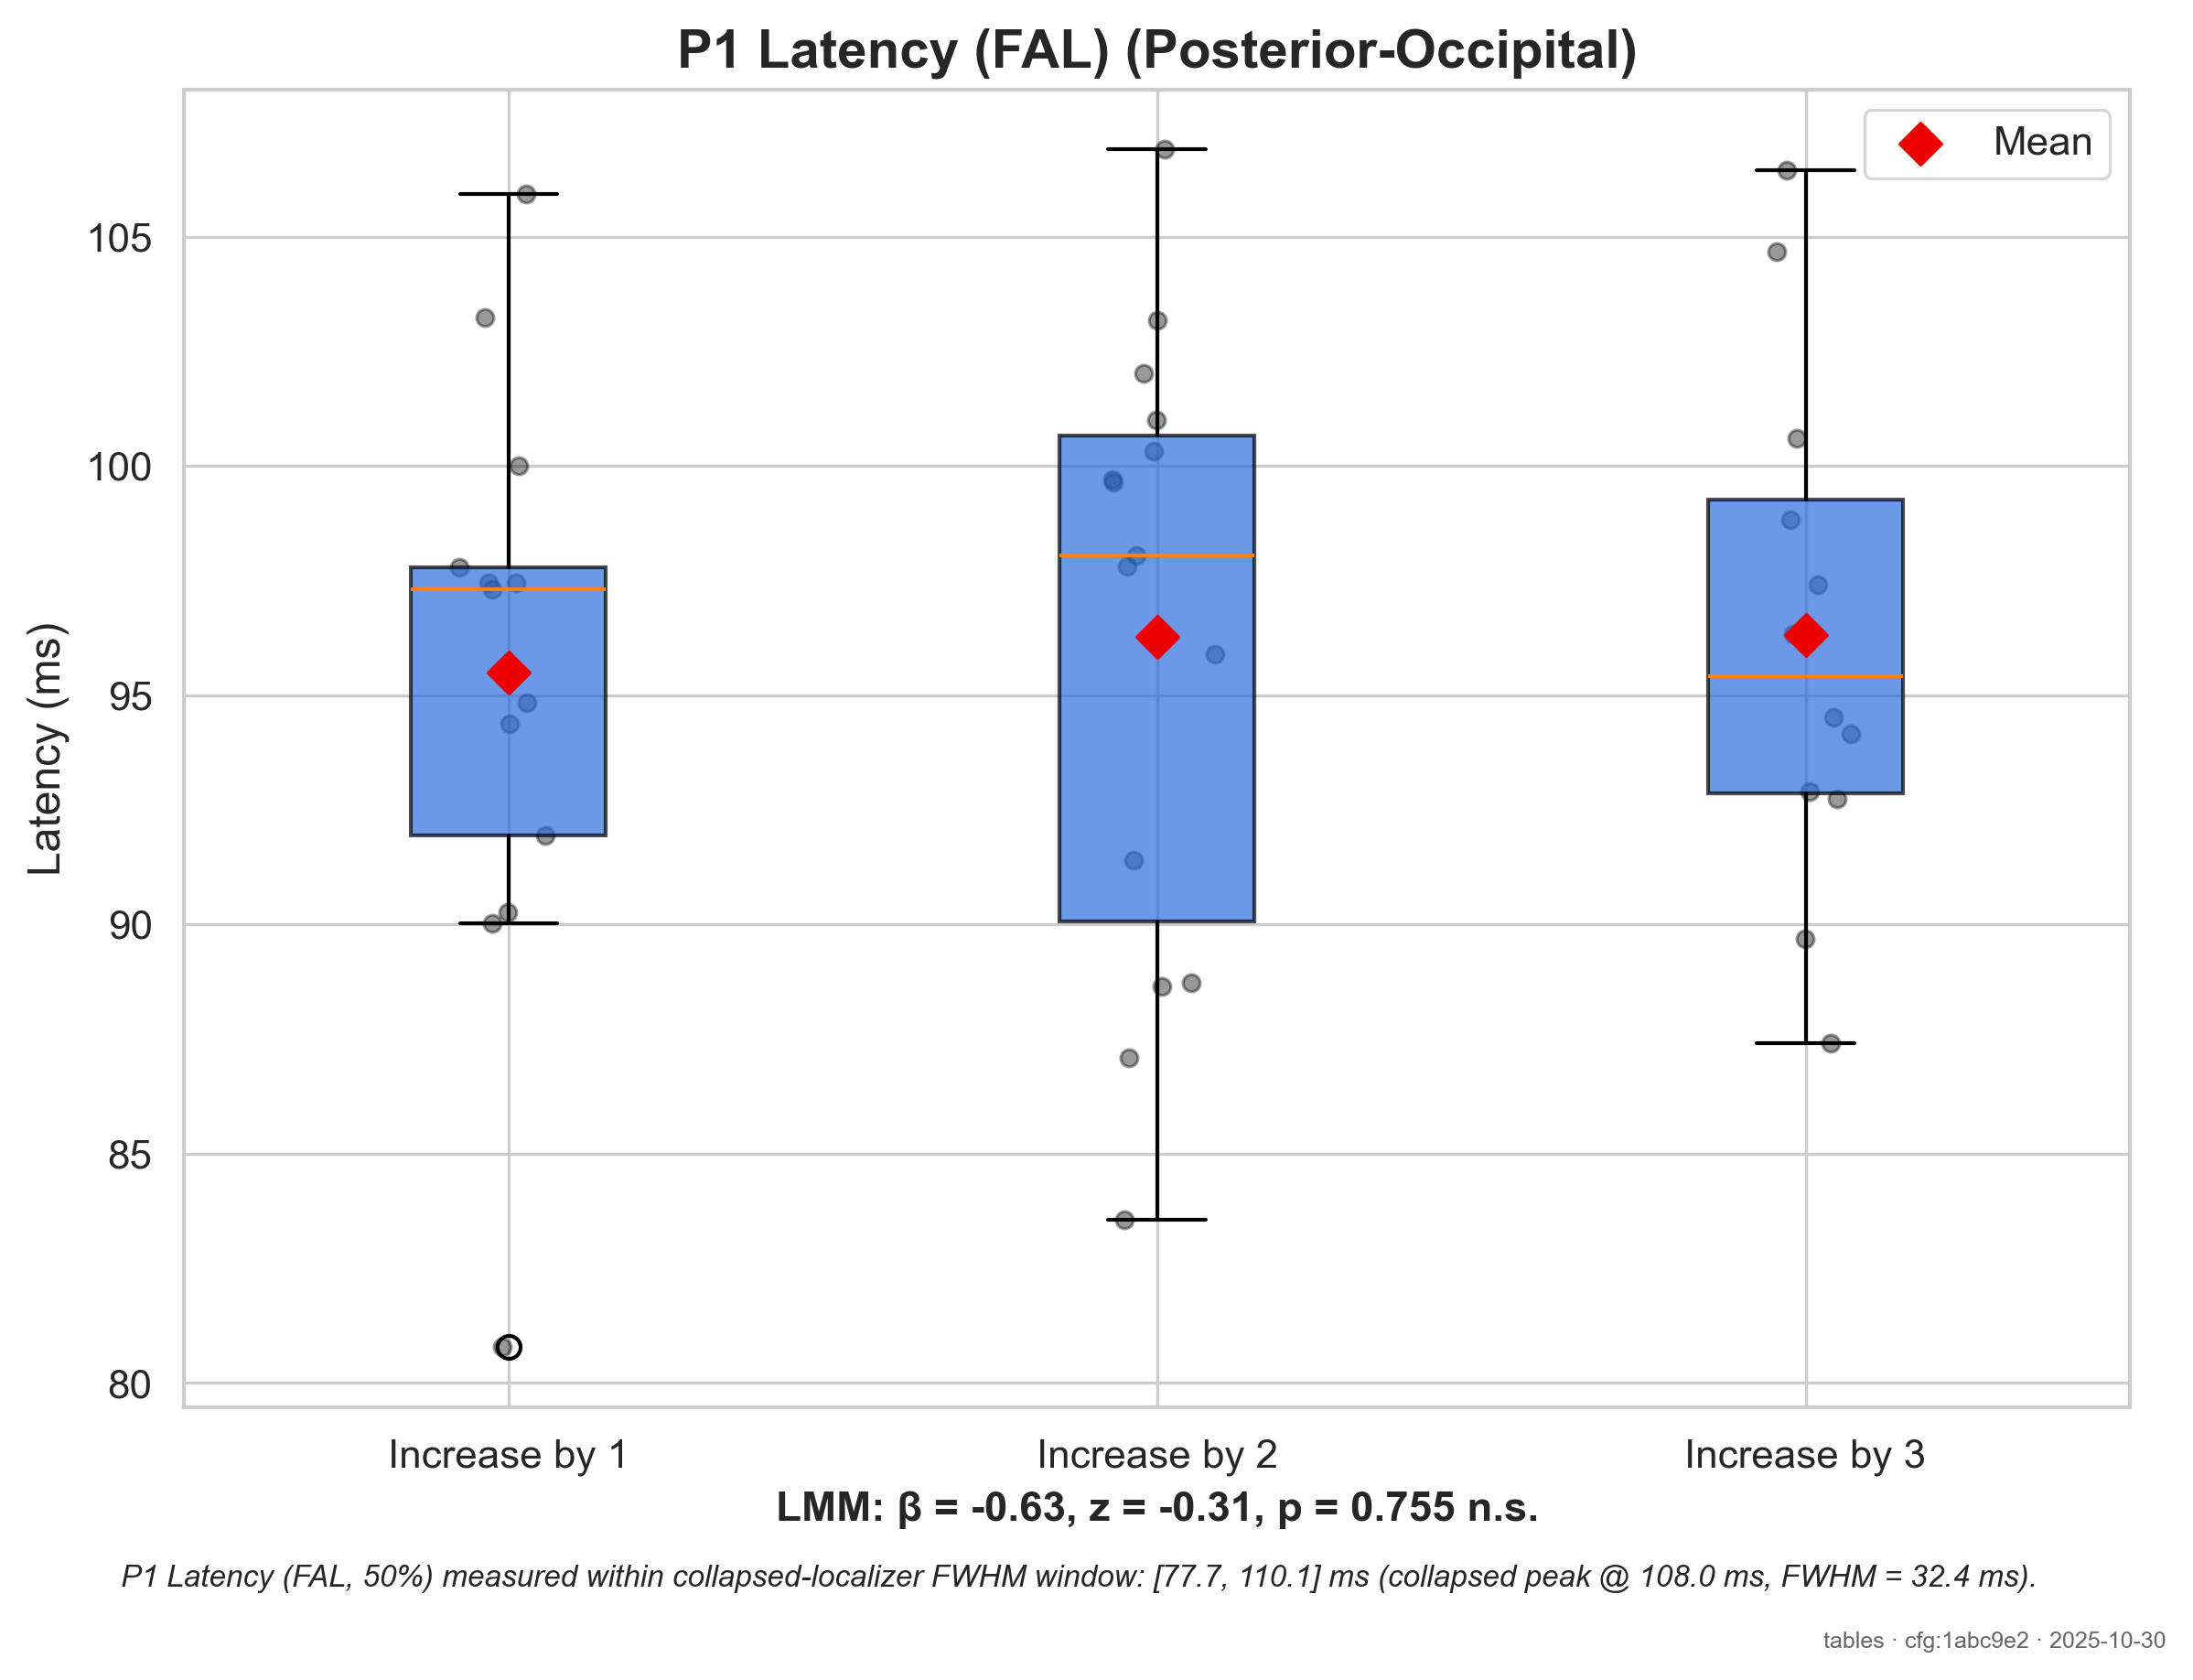 P1 Latency (FAL) (Posterior-Occipital)
Mean
Latency (ms)
105
100
95
90
85
80
Increase by 1
Increase by 2
Increase by 3
LMM: β = -0.63, z = -0.31, p = 0.755 n.s.
P1 Latency (FAL, 50%) measured within collapsed-localizer FWHM window: [77.7, 110.1] ms (collapsed peak @ 108.0 ms, FWHM = 32.4 ms).
tables · cfg:1abc9e2 · 2025-10-30